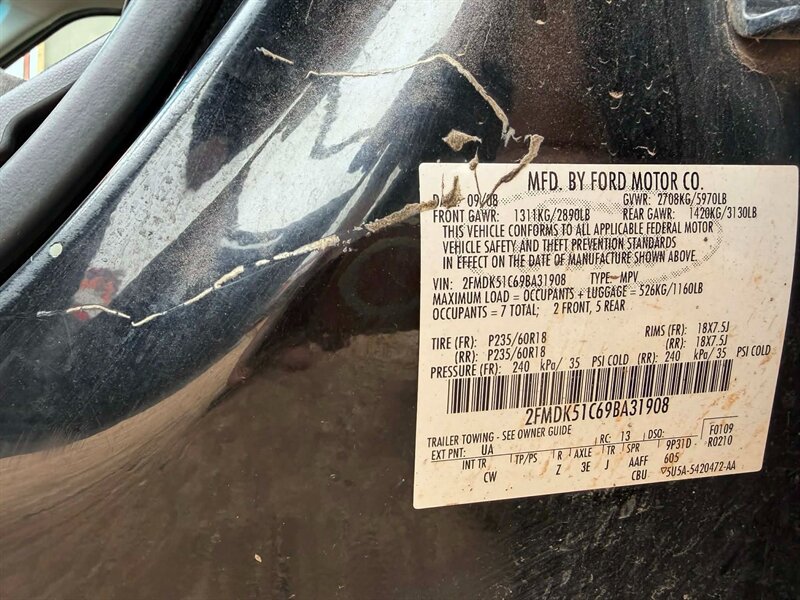 MFD. BY FORD MOTOR CO.
09/08 GVWR: 2708KG/5970LB
FRONT GAWR: 1311KG/2890LB REAR GAWR: 1420KG/3130LB
THIS VEHICLE CONFORMS TO ALL APPLICABLE FEDERAL MOTOR
VEHICLE SAFETY AND THEFT PREVENTION STANDARDS
IN EFFECT ON THE DATE OF MANUFACTURE SHOWN ABOVE.
VIN: 2FMDK51C69BA31908 TYPE: MPV
MAXIMUM LOAD = OCCUPANTS + LUGGAGE = 526KG/1160LB
OCCUPANTS = 7 TOTAL; 2 FRONT, 5 REAR
TIRE (FR): P235/60R18 RIMS (FR): 18X7.5J
(RR): P235/60R18 (RR): 18X7.5J
PRESSURE (FR): 240 kPa/ 35 PSI COLD (RR): 240 kPa/ 35 PSI COLD
2FMDK51C69BA31908
TRAILER TOWING - SEE OWNER GUIDE
EXT PNT: UA RC: 13 DSO: F0109
INT TR TP/PS R AXLE TR SPR 9P31D R0210
CW Z 3E J AAFF 605
CBU 5U5A-5420472-AA